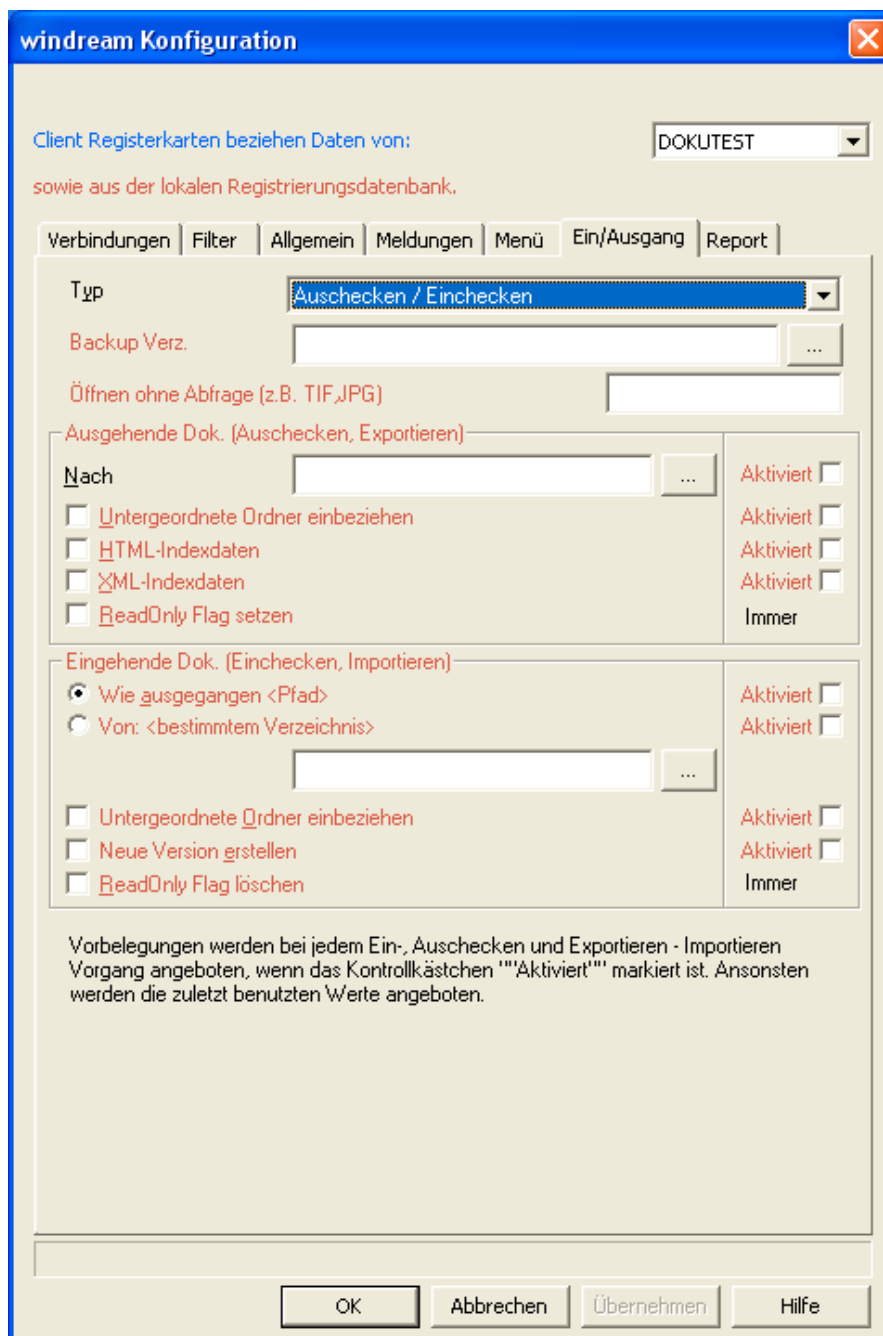 windream Konfiguration
Client Registerkarten beziehen Daten von: DOKUTEST
sowie aus der lokalen Registrierungsdatenbank.
Verbindungen Filter Allgemein Meldungen Menü Ein/Ausgang Report
Typ Auschecken / Einchecken
Backup Verz. ...
Öffnen ohne Abfrage (z.B. TIF,JPG)
Ausgehende Dok. (Auschecken, Exportieren)
Nach ... Aktiviert
Untergeordnete Ordner einbeziehen Aktiviert
HTML-Indexdaten Aktiviert
XML-Indexdaten Aktiviert
ReadOnly Flag setzen Immer
Eingehende Dok. (Einchecken, Importieren)
Wie ausgegangen <Pfad> Aktiviert
Von: <bestimmtem Verzeichnis> Aktiviert
...
Untergeordnete Ordner einbeziehen Aktiviert
Neue Version erstellen Aktiviert
ReadOnly Flag löschen Immer
Vorbelegungen werden bei jedem Ein-, Auschecken und Exportieren - Importieren
Vorgang angeboten, wenn das Kontrollkästchen ""Aktiviert"" markiert ist. Ansonsten
werden die zuletzt benutzten Werte angeboten.
OK Abbrechen Übernehmen Hilfe